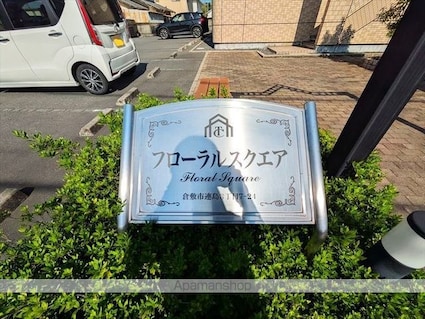 フローラルスクエア
Floral Square
倉敷市連島
Apamanshop